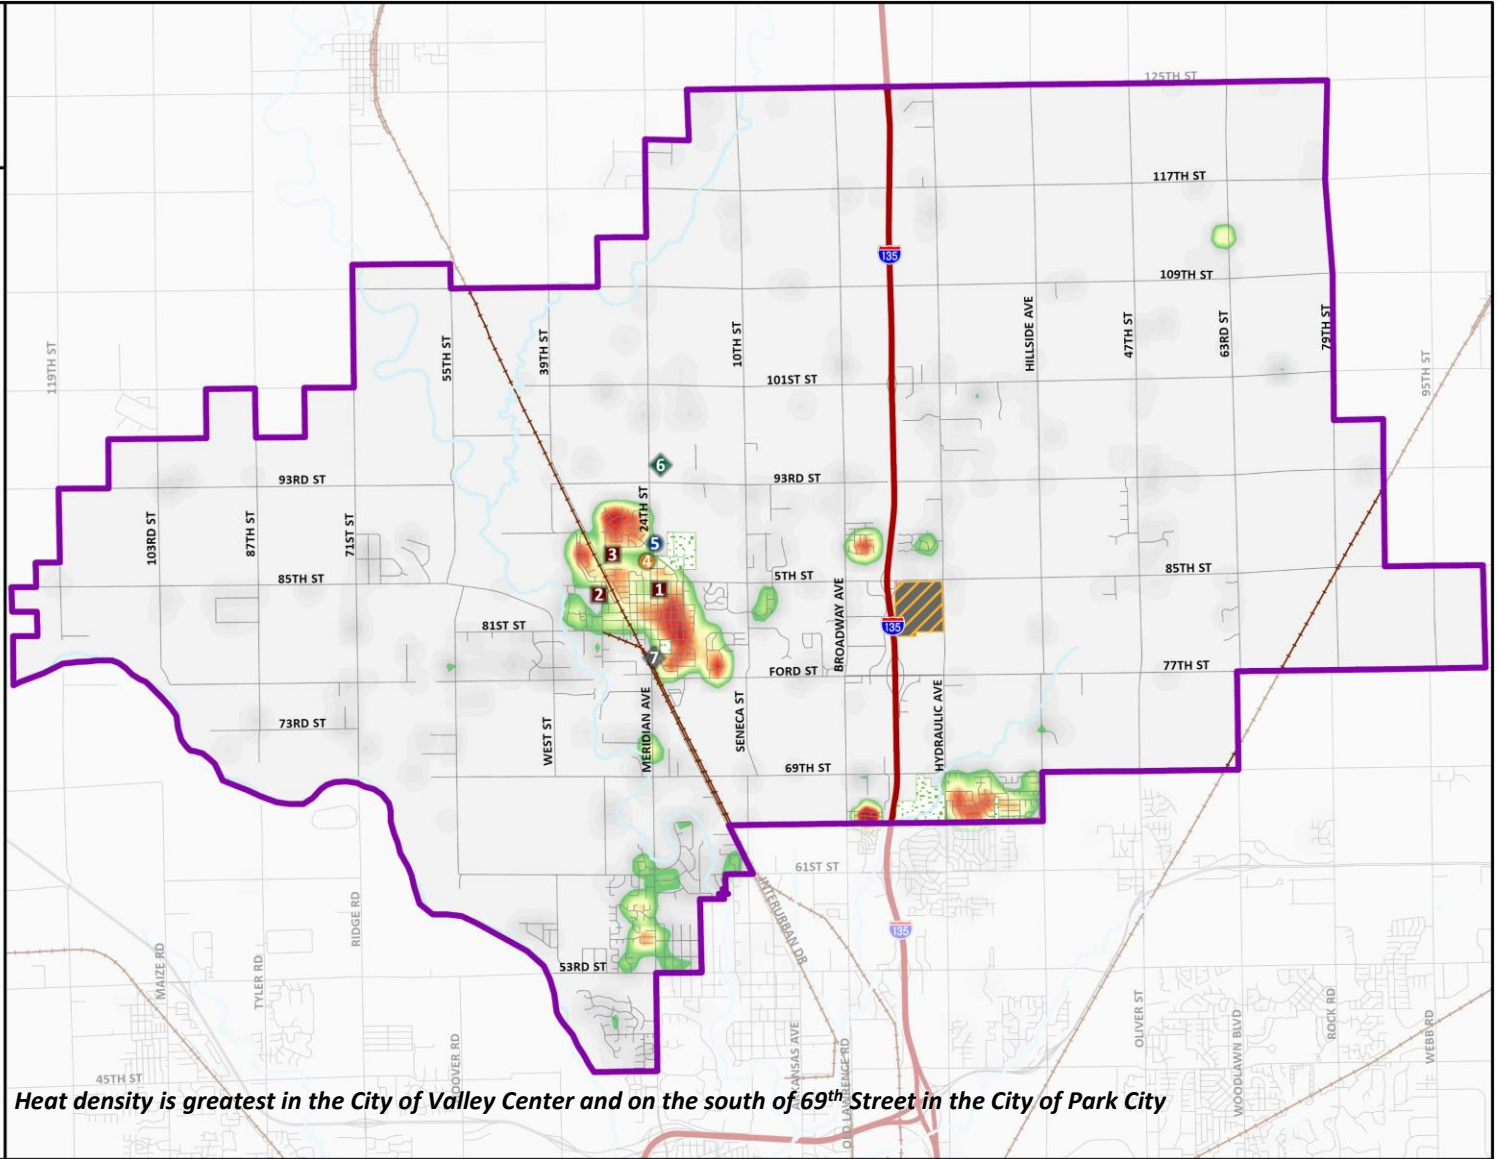 125TH ST
117TH ST
135
109TH ST
119TH ST
55TH ST
39TH ST
10TH ST
HILLSIDE AVE
47TH ST
63RD ST
79TH ST
95TH ST
101ST ST
6
93RD ST
93RD ST
24TH ST
103RD ST
87TH ST
71ST ST
5
3
4
85TH ST
5TH ST
85TH ST
2
1
BROADWAY AVE
81ST ST
135
7
FORD ST
77TH ST
73RD ST
WEST ST
MERIDIAN AVE
SENECA ST
HYDRAULIC AVE
69TH ST
61ST ST
INTERURBAN DR
RIDGE RD
135
MAIZE RD
TYLER RD
53RD ST
OLIVER ST
WOODLAWN BLVD
ROCK RD
WEBB RD
ARKANSAS AVE
OLD LAWRENCE RD
HOOVER RD
45TH ST
Heat density is greatest in the City of Valley Center and on the south of 69th Street in the City of Park City